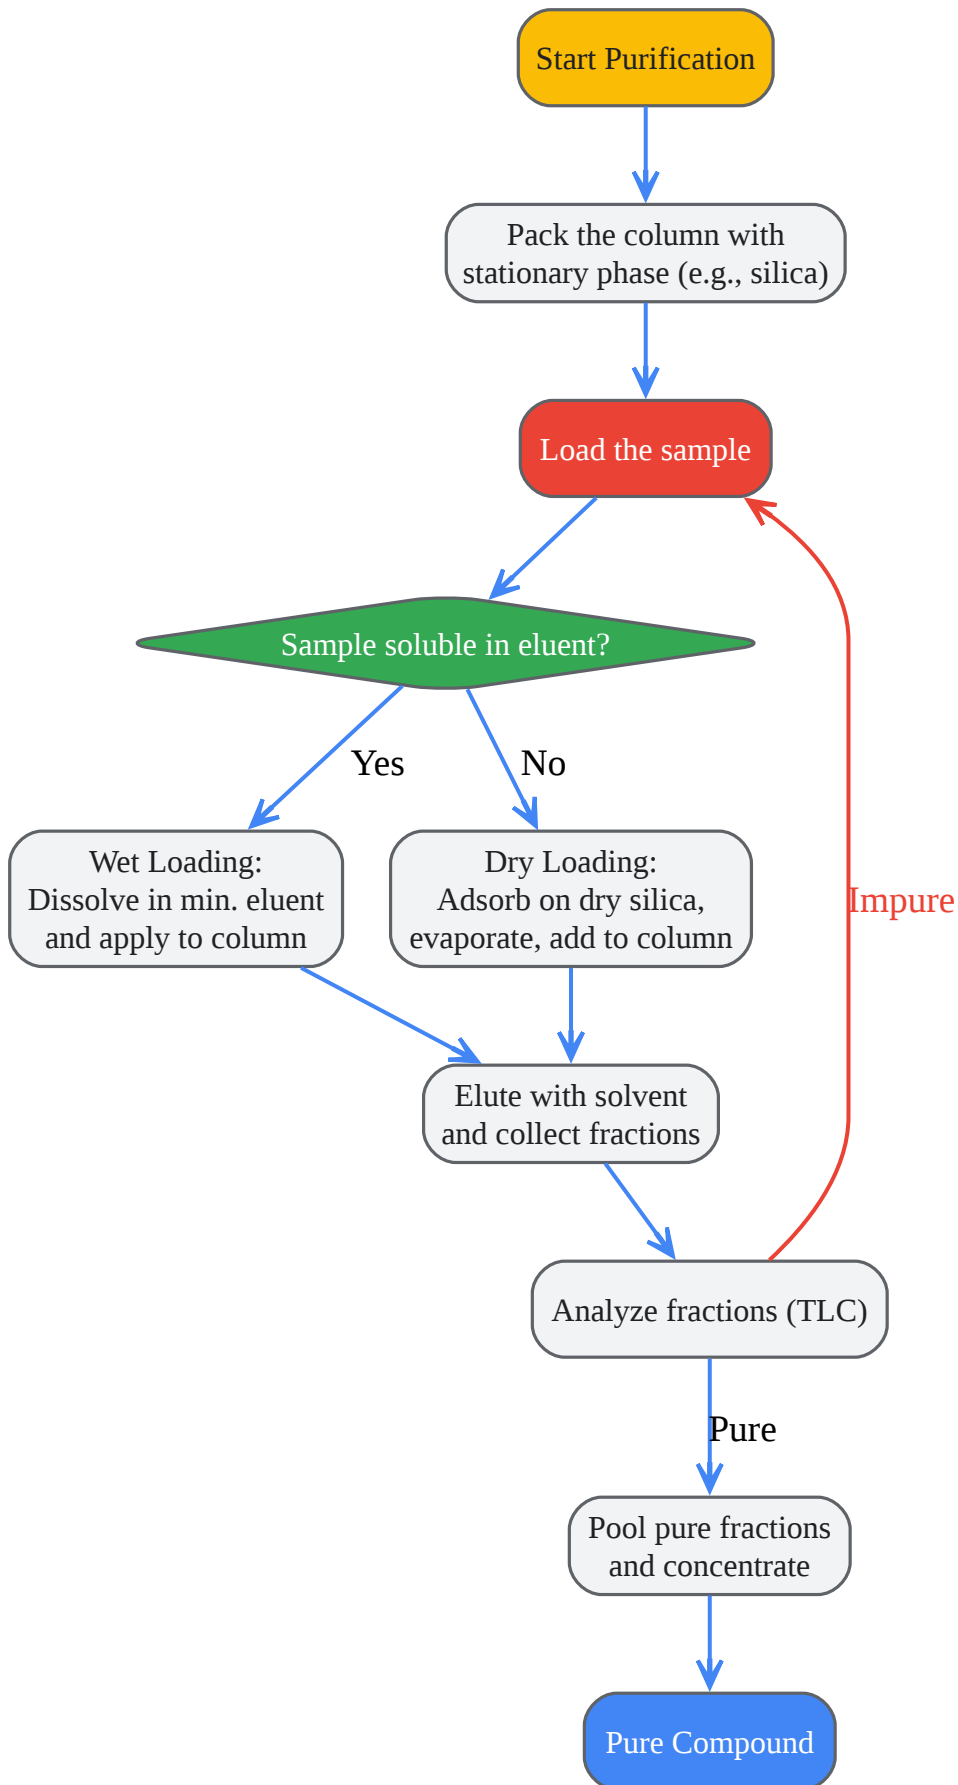 Start Purification
Pack the column with
stationary phase (e.g., silica)
Load the sample
Sample soluble in eluent?
Yes
No
Wet Loading:
Dissolve in min. eluent
and apply to column
Dry Loading:
Adsorb on dry silica,
evaporate, add to column
Impure
Elute with solvent
and collect fractions
Analyze fractions (TLC)
Pure
Pool pure fractions
and concentrate
Pure Compound